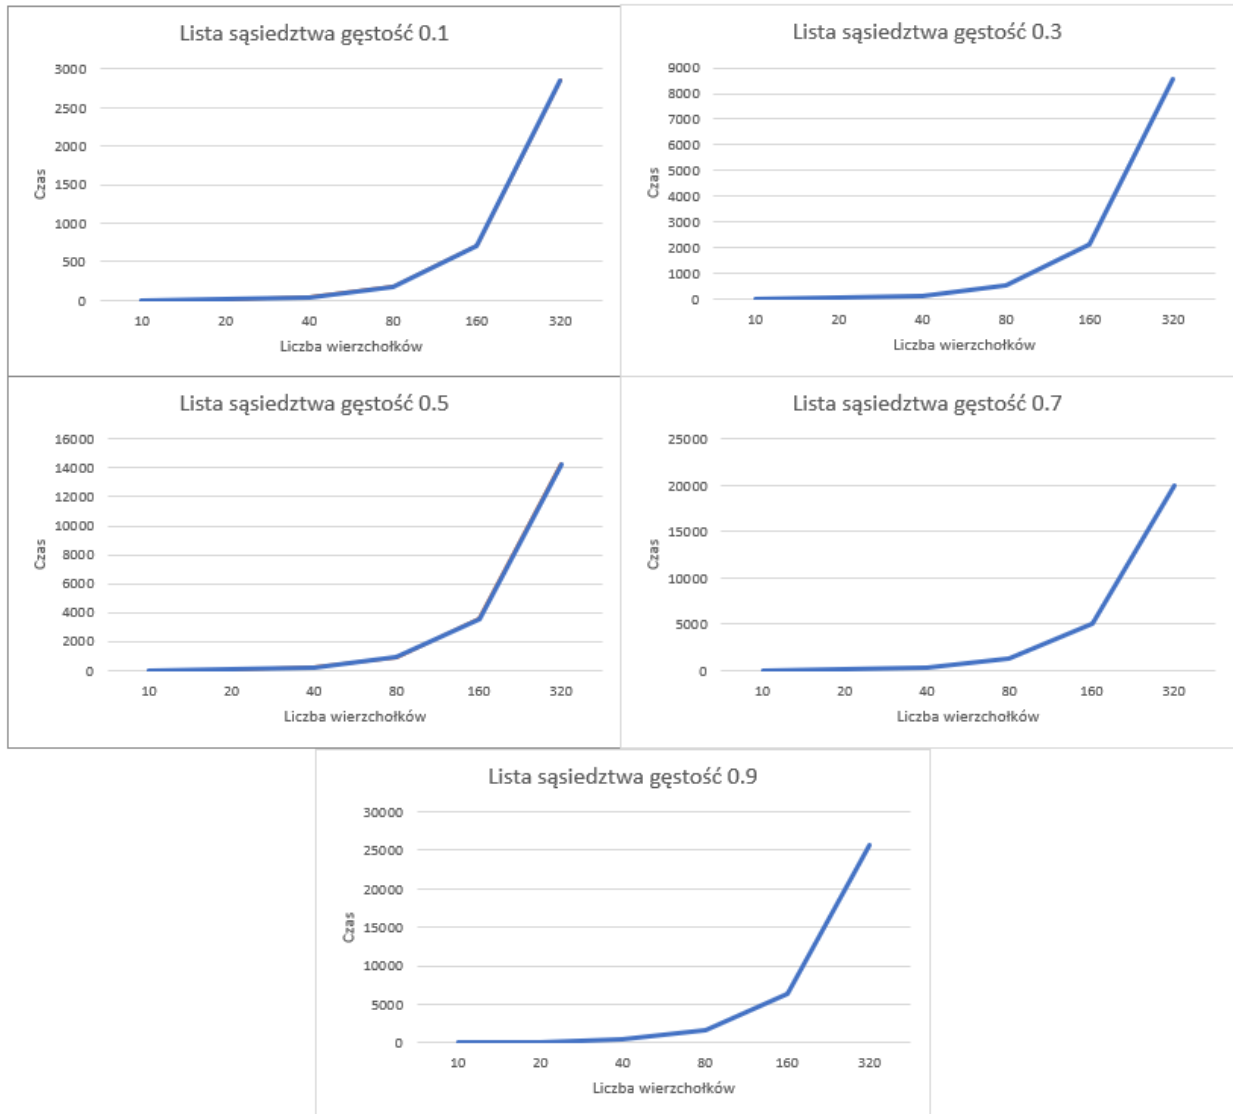 Lista sąsiedztwa gęstość 0.1
3000
2500
2000
1500
1000
500
0
Czas
10 20 40 80 160 320
Liczba wierzchołków
Lista sąsiedztwa gęstość 0.3
9000
8000
7000
6000
5000
4000
3000
2000
1000
0
Czas
10 20 40 80 160 320
Liczba wierzchołków
Lista sąsiedztwa gęstość 0.5
16000
14000
12000
10000
8000
6000
4000
2000
0
Czas
10 20 40 80 160 320
Liczba wierzchołków
Lista sąsiedztwa gęstość 0.7
25000
20000
15000
10000
5000
0
Czas
10 20 40 80 160 320
Liczba wierzchołków
Lista sąsiedztwa gęstość 0.9
30000
25000
20000
15000
10000
5000
0
Czas
10 20 40 80 160 320
Liczba wierzchołków